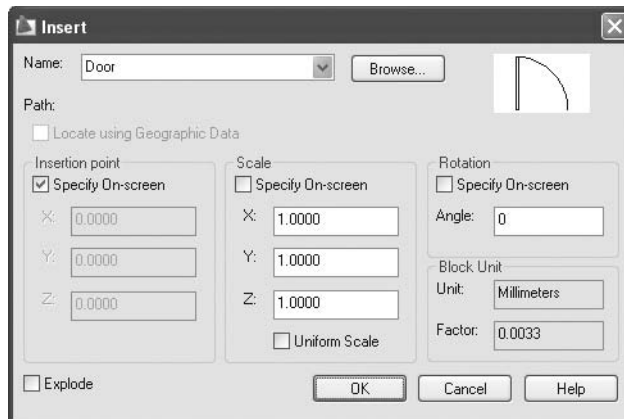 Insert
Name:
Door
Browse...
Path:
Locate using Geographic Data
Insertion point
Specify On-screen
X: 0.0000
Y: 0.0000
Z: 0.0000
Scale
Specify On-screen
X: 1.0000
Y: 1.0000
Z: 1.0000
Uniform Scale
Rotation
Specify On-screen
Angle: 0
Block Unit
Unit: Millimeters
Factor: 0.0033
Explode
OK
Cancel
Help